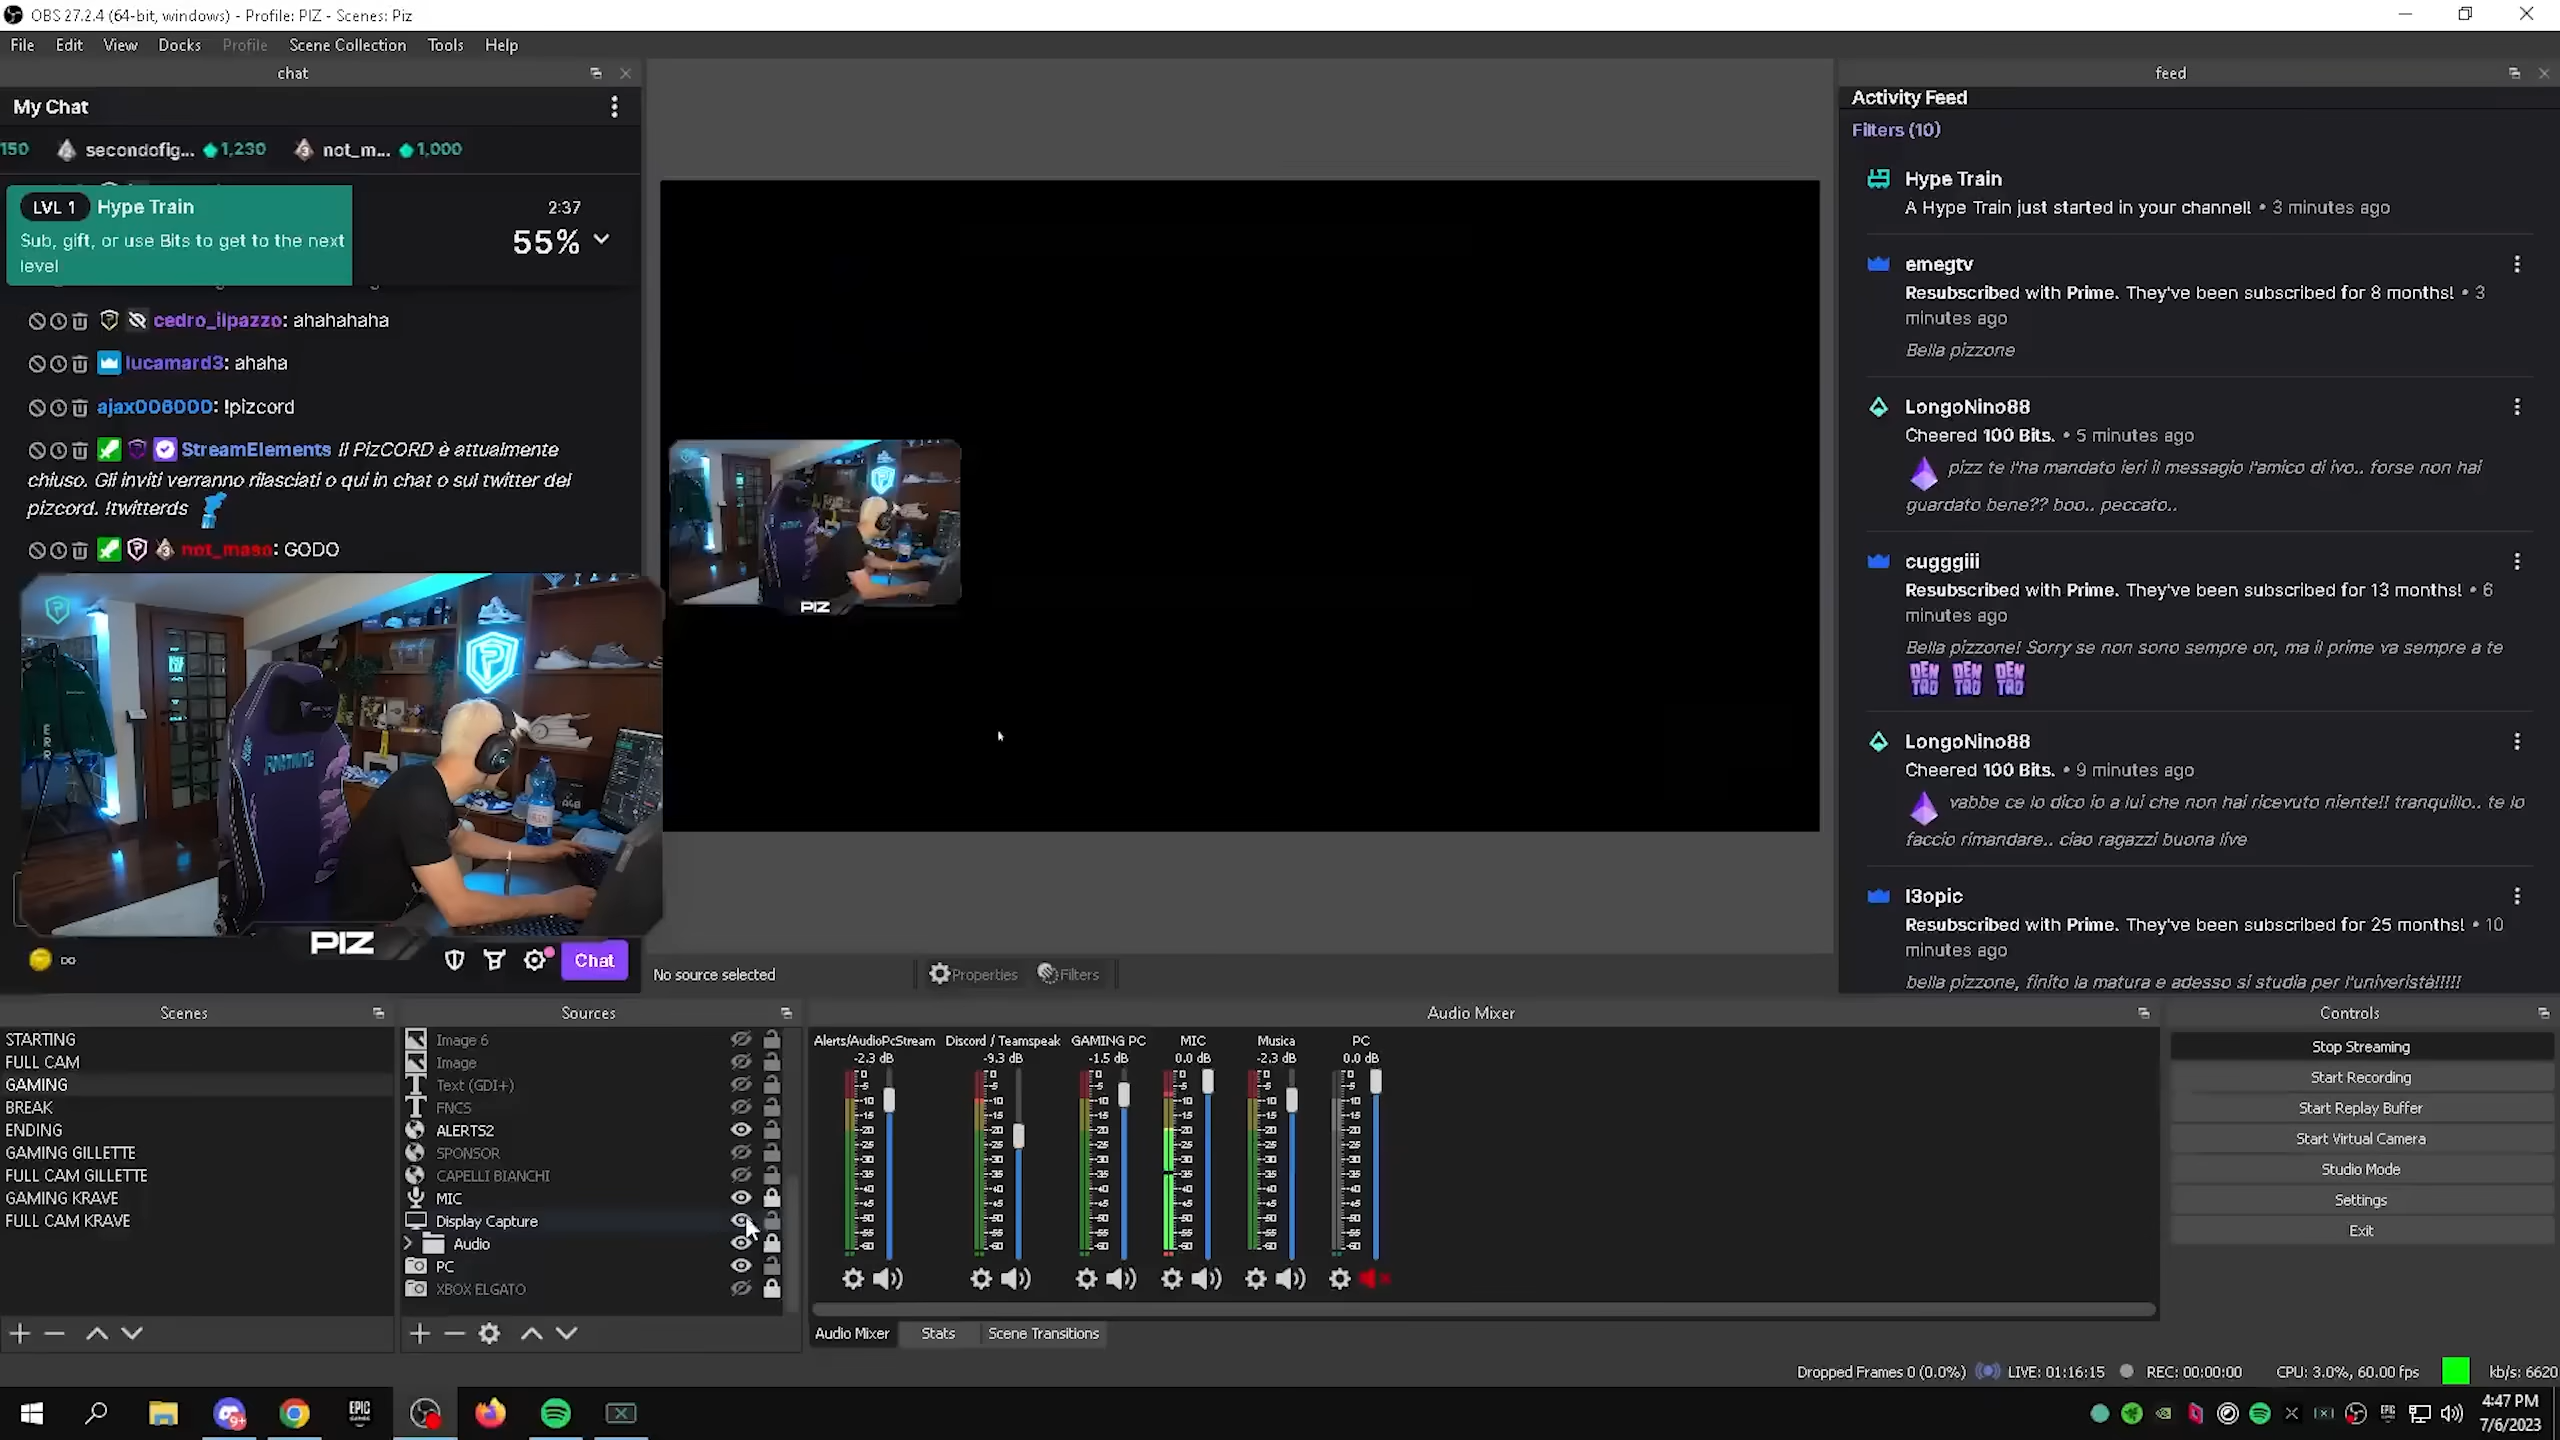 OBS 27.2.4 (64-bit, windows) - Profile: PIZ - Scenes: Piz
File Edit View Docks Profile Scene Collection Tools Help
chat
My Chat
150 secondofig... 1,230 not_m... 1,000
LVL 1 Hype Train
2:37
Sub, gift, or use Bits to get to the next
level
55%
cedro_ilpazzo: ahahahaha
lucamard3: ahaha
ajax006000: !pizcord
StreamElements Il PizCORD è attualmente
chiuso. Gli inviti verranno rilasciati o qui in chat o sul twitter del
pizcord. !twitterds
not_maso: GODO
FORTNITE
PIZ
Chat
PIZ
No source selected
Properties
Filters
feed
Activity Feed
Filters (10)
Hype Train
A Hype Train just started in your channel! • 3 minutes ago
emegtv
Resubscribed with Prime. They've been subscribed for 8 months! • 3
minutes ago
Bella pizzone
LongoNino88
Cheered 100 Bits. • 5 minutes ago
pizz te l'ha mandato ieri il messagio l'amico di ivo.. forse non hai
guardato bene?? boo.. peccato..
cugggiii
Resubscribed with Prime. They've been subscribed for 13 months! • 6
minutes ago
Bella pizzone! Sorry se non sono sempre on, ma il prime va sempre a te
DENTRO DENTRO DENTRO
LongoNino88
Cheered 100 Bits. • 9 minutes ago
vabbe ce lo dico io a lui che non hai ricevuto niente!! tranquillo.. te lo
faccio rimandare.. ciao ragazzi buona live
l3opic
Resubscribed with Prime. They've been subscribed for 25 months! • 10
minutes ago
bella pizzone, finito la matura e adesso si studia per l'univeristà!!!!!
Scenes
STARTING
FULL CAM
GAMING
BREAK
ENDING
GAMING GILLETTE
FULL CAM GILLETTE
GAMING KRAVE
FULL CAM KRAVE
Sources
Image 6
Image
Text (GDI+)
FNCS
ALERTS2
SPONSOR
CAPELLI BIANCHI
MIC
Display Capture
Audio
PC
XBOX ELGATO
Audio Mixer
Alerts/AudioPcStream Discord / Teamspeak GAMING PC MIC Musica PC
-2.3 dB -9.3 dB -1.5 dB 0.0 dB -2.3 dB 0.0 dB
Audio Mixer Stats Scene Transitions
Controls
Stop Streaming
Start Recording
Start Replay Buffer
Start Virtual Camera
Studio Mode
Settings
Exit
Dropped Frames 0 (0.0%) LIVE: 01:16:15 REC: 00:00:00 CPU: 3.0%, 60.00 fps kb/s: 6620
9+
EPIC
GAMES
4:47 PM
7/6/2023